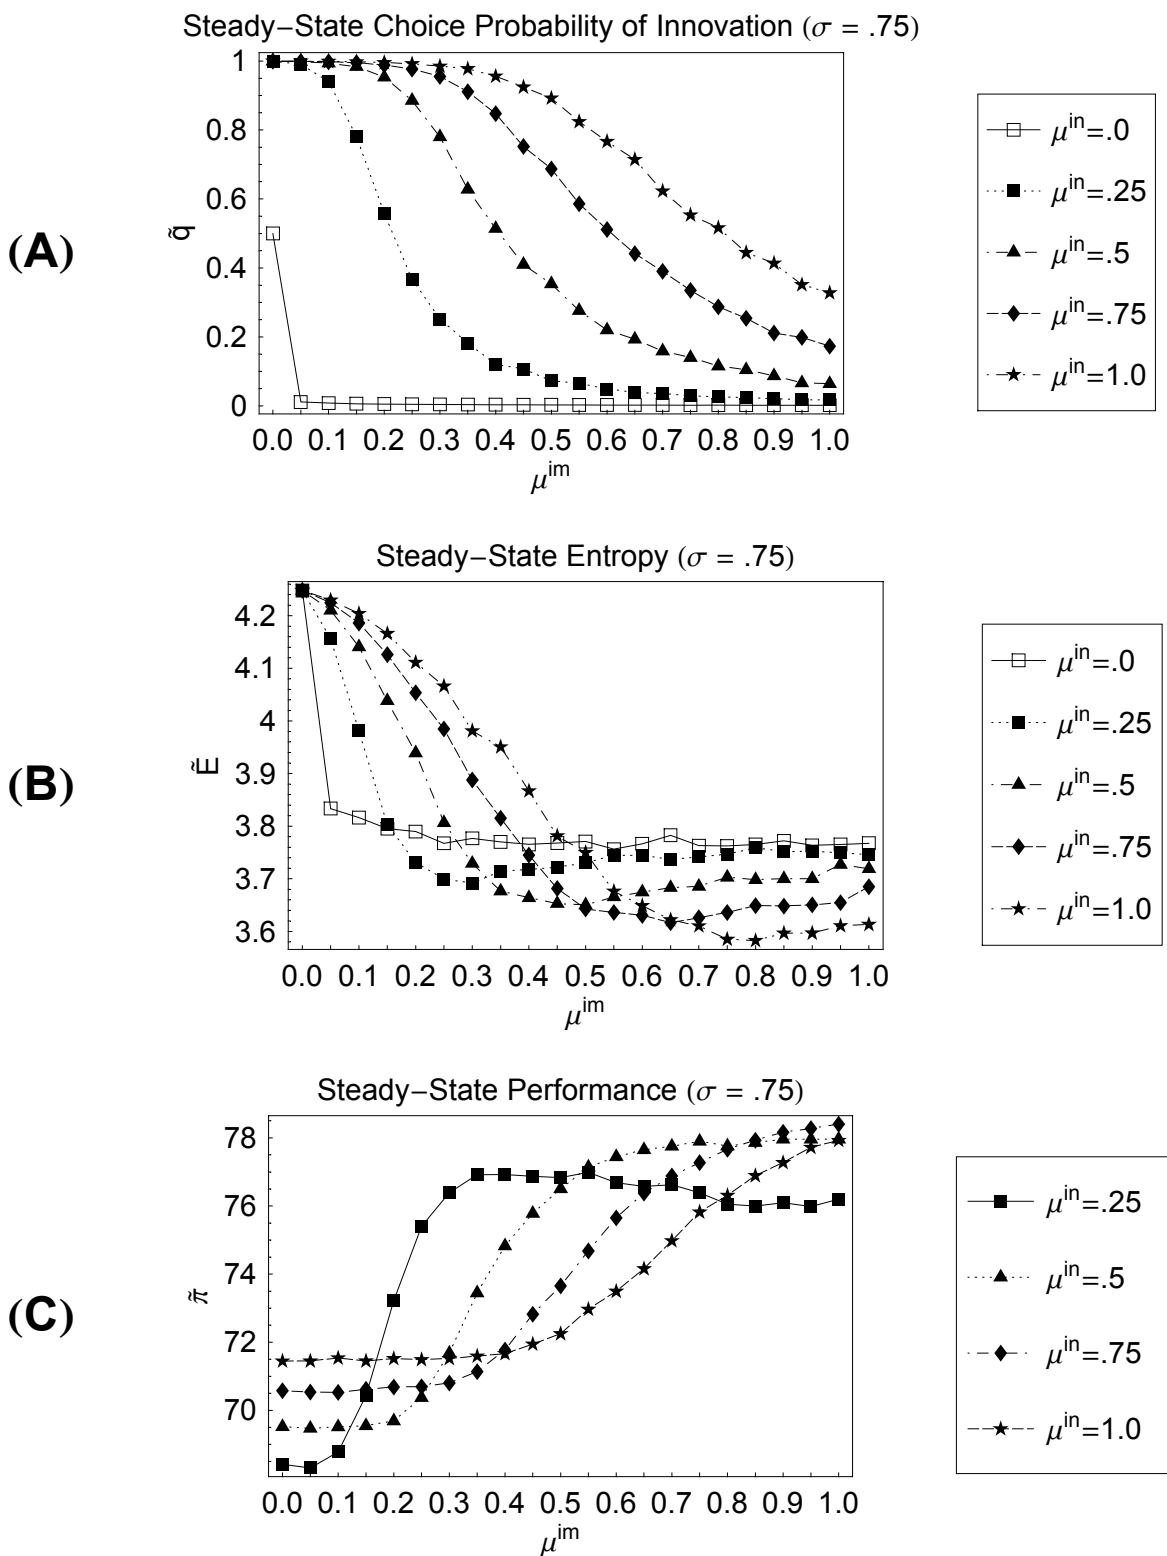 Steady−State Choice Probability of Innovation (σ = .75)
(A)
q̃
1
0.8
0.6
0.4
0.2
0
0.0 0.1 0.2 0.3 0.4 0.5 0.6 0.7 0.8 0.9 1.0
μ^im
μ^in=.0
μ^in=.25
μ^in=.5
μ^in=.75
μ^in=1.0
Steady−State Entropy (σ = .75)
(B)
Ẽ
4.2
4.1
4
3.9
3.8
3.7
3.6
0.0 0.1 0.2 0.3 0.4 0.5 0.6 0.7 0.8 0.9 1.0
μ^im
μ^in=.0
μ^in=.25
μ^in=.5
μ^in=.75
μ^in=1.0
Steady−State Performance (σ = .75)
(C)
π̃
78
76
74
72
70
0.0 0.1 0.2 0.3 0.4 0.5 0.6 0.7 0.8 0.9 1.0
μ^im
μ^in=.25
μ^in=.5
μ^in=.75
μ^in=1.0